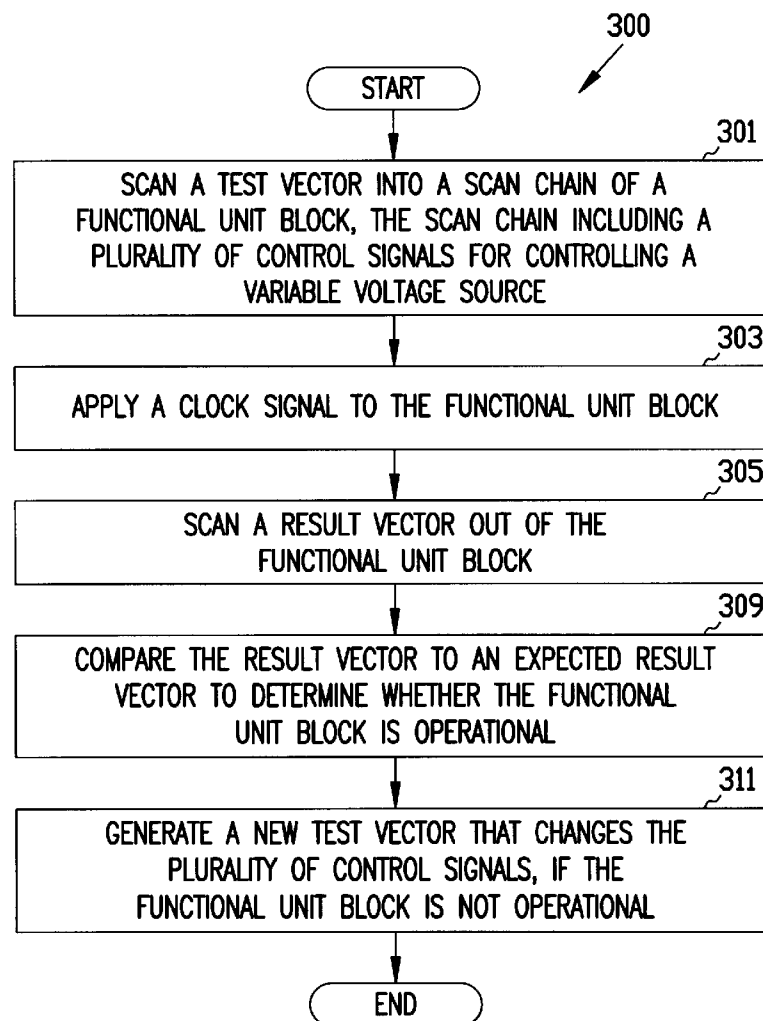 300
START
301
SCAN A TEST VECTOR INTO A SCAN CHAIN OF A
FUNCTIONAL UNIT BLOCK, THE SCAN CHAIN INCLUDING A
PLURALITY OF CONTROL SIGNALS FOR CONTROLLING A
VARIABLE VOLTAGE SOURCE
303
APPLY A CLOCK SIGNAL TO THE FUNCTIONAL UNIT BLOCK
305
SCAN A RESULT VECTOR OUT OF THE
FUNCTIONAL UNIT BLOCK
309
COMPARE THE RESULT VECTOR TO AN EXPECTED RESULT
VECTOR TO DETERMINE WHETHER THE FUNCTIONAL
UNIT BLOCK IS OPERATIONAL
311
GENERATE A NEW TEST VECTOR THAT CHANGES THE
PLURALITY OF CONTROL SIGNALS, IF THE
FUNCTIONAL UNIT BLOCK IS NOT OPERATIONAL
END